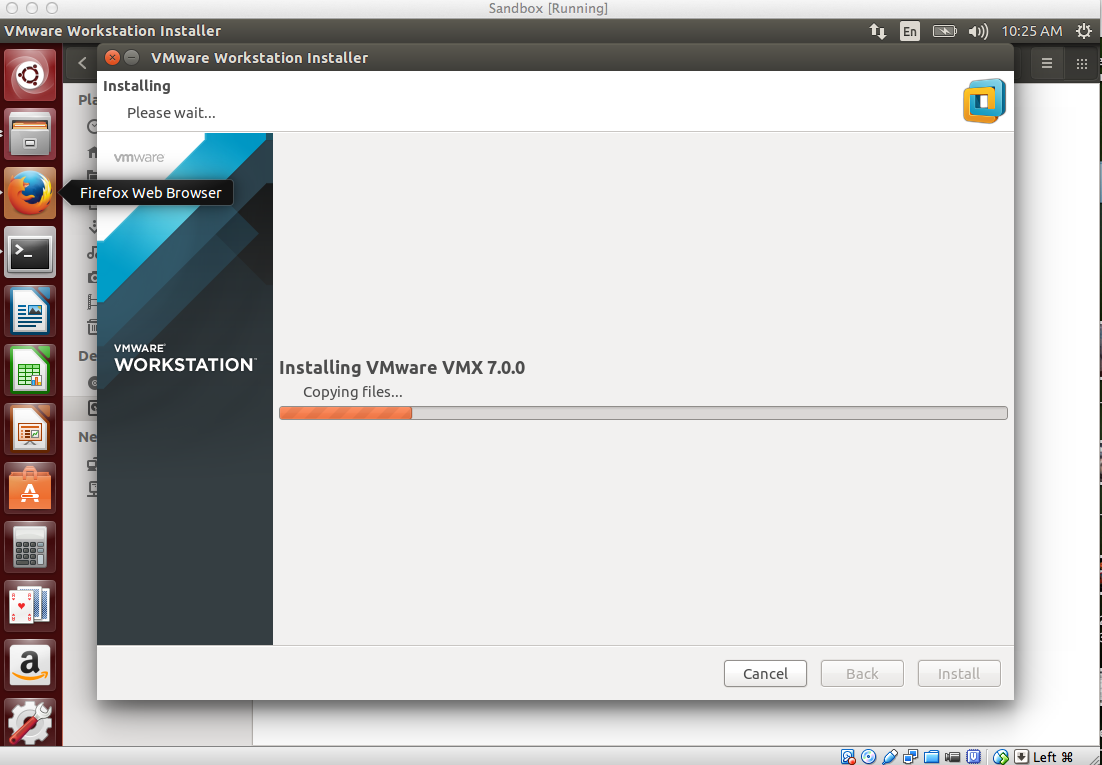 Sandbox [Running]
VMware Workstation Installer
En
10:25 AM
VMware Workstation Installer
Installing
Please wait...
Pla
vmware
Firefox Web Browser
VMWARE
WORKSTATION™
De
Installing VMware VMX 7.0.0
Copying files...
Ne
A
a
Cancel
Back
Install
Left ⌘